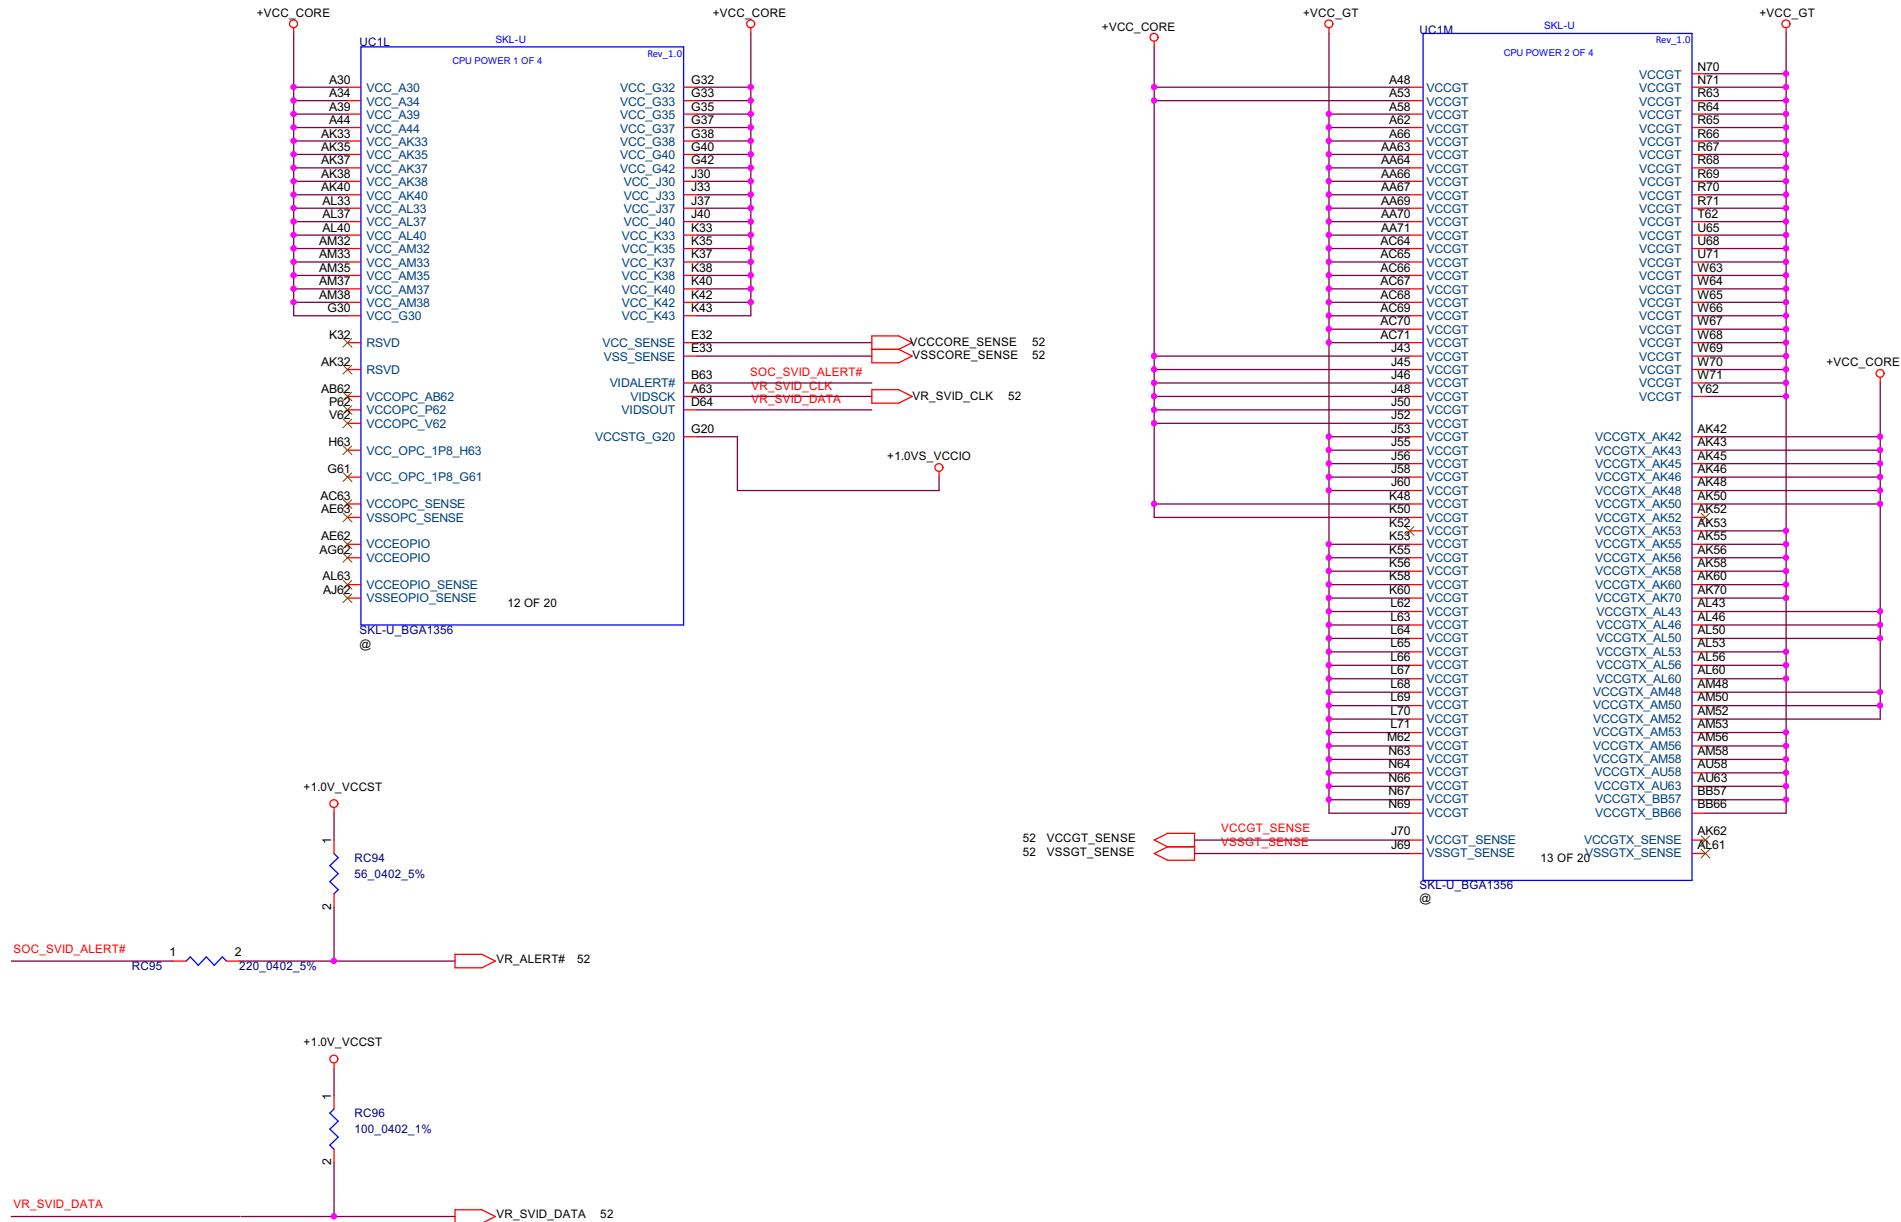 +VCC_CORE
+VCC_CORE
UC1L
SKL-U
Rev_1.0
CPU POWER 1 OF 4
A30 VCC_A30 VCC_G32 G32
A34 VCC_A34 VCC_G33 G33
A39 VCC_A39 VCC_G35 G35
A44 VCC_A44 VCC_G37 G37
AK33 VCC_AK33 VCC_G38 G38
AK35 VCC_AK35 VCC_G40 G40
AK37 VCC_AK37 VCC_G42 G42
AK38 VCC_AK38 VCC_J30 J30
AK40 VCC_AK40 VCC_J33 J33
AL33 VCC_AL33 VCC_J37 J37
AL37 VCC_AL37 VCC_J40 J40
AL40 VCC_AL40 VCC_K33 K33
AM32 VCC_AM32 VCC_K35 K35
AM33 VCC_AM33 VCC_K37 K37
AM35 VCC_AM35 VCC_K38 K38
AM37 VCC_AM37 VCC_K40 K40
AM38 VCC_AM38 VCC_K42 K42
G30 VCC_G30 VCC_K43 K43
K32 RSVD VCC_SENSE E32 VCCCORE_SENSE 52
VSS_SENSE E33 VSSCORE_SENSE 52
AK32 RSVD
VIDALERT# B63 SOC_SVID_ALERT#
AB62 VCCOPC_AB62 VIDSCK A63 VR_SVID_CLK VR_SVID_CLK 52
P62 VCCOPC_P62 VIDSOUT D64 VR_SVID_DATA
V62 VCCOPC_V62
VCCSTG_G20 G20
H63 VCC_OPC_1P8_H63
+1.0VS_VCCIO
G61 VCC_OPC_1P8_G61
AC63 VCCOPC_SENSE
AE63 VSSOPC_SENSE
AE62 VCCEOPIO
AG62 VCCEOPIO
AL63 VCCEOPIO_SENSE
AJ62 VSSEOPIO_SENSE
12 OF 20
SKL-U_BGA1356
@
+VCC_CORE
+VCC_GT
+VCC_GT
UC1M
SKL-U
Rev_1.0
CPU POWER 2 OF 4
VCCGT N70
A48 VCCGT VCCGT N71
A53 VCCGT VCCGT R63
A58 VCCGT VCCGT R64
A62 VCCGT VCCGT R65
A66 VCCGT VCCGT R66
AA63 VCCGT VCCGT R67
AA64 VCCGT VCCGT R68
AA66 VCCGT VCCGT R69
AA67 VCCGT VCCGT R70
AA69 VCCGT VCCGT R71
AA70 VCCGT VCCGT T62
AA71 VCCGT VCCGT U65
AC64 VCCGT VCCGT U68
AC65 VCCGT VCCGT U71
AC66 VCCGT VCCGT W63
AC67 VCCGT VCCGT W64
AC68 VCCGT VCCGT W65
AC69 VCCGT VCCGT W66
AC70 VCCGT VCCGT W67
AC71 VCCGT VCCGT W68
J43 VCCGT VCCGT W69
J45 VCCGT VCCGT W70
J46 VCCGT VCCGT W71
J48 VCCGT VCCGT Y62
J50 VCCGT
J52 VCCGT
+VCC_CORE
J53 VCCGT VCCGTX_AK42 AK42
J55 VCCGT VCCGTX_AK43 AK43
J56 VCCGT VCCGTX_AK45 AK45
J58 VCCGT VCCGTX_AK46 AK46
J60 VCCGT VCCGTX_AK48 AK48
K48 VCCGT VCCGTX_AK50 AK50
K50 VCCGT VCCGTX_AK52 AK52
K52 VCCGT VCCGTX_AK53 AK53
K53 VCCGT VCCGTX_AK55 AK55
K55 VCCGT VCCGTX_AK56 AK56
K56 VCCGT VCCGTX_AK58 AK58
K58 VCCGT VCCGTX_AK60 AK60
K60 VCCGT VCCGTX_AK70 AK70
L62 VCCGT VCCGTX_AL43 AL43
L63 VCCGT VCCGTX_AL46 AL46
L64 VCCGT VCCGTX_AL50 AL50
L65 VCCGT VCCGTX_AL53 AL53
L66 VCCGT VCCGTX_AL56 AL56
L67 VCCGT VCCGTX_AL60 AL60
L68 VCCGT VCCGTX_AM48 AM48
L69 VCCGT VCCGTX_AM50 AM50
L70 VCCGT VCCGTX_AM52 AM52
L71 VCCGT VCCGTX_AM53 AM53
M62 VCCGT VCCGTX_AM56 AM56
N63 VCCGT VCCGTX_AM58 AM58
N64 VCCGT VCCGTX_AU58 AU58
N66 VCCGT VCCGTX_AU63 AU63
N67 VCCGT VCCGTX_BB57 BB57
N69 VCCGT VCCGTX_BB66 BB66
52 VCCGT_SENSE VCCGT_SENSE J70 VCCGT_SENSE VCCGTX_SENSE AK62
52 VSSGT_SENSE VSSGT_SENSE J69 VSSGT_SENSE VSSGTX_SENSE AL61
13 OF 20
SKL-U_BGA1356
@
+1.0V_VCCST
1
RC94
56_0402_5%
2
SOC_SVID_ALERT# 1 2
RC95 220_0402_5%
VR_ALERT# 52
+1.0V_VCCST
1
RC96
100_0402_1%
2
VR_SVID_DATA
VR_SVID_DATA 52